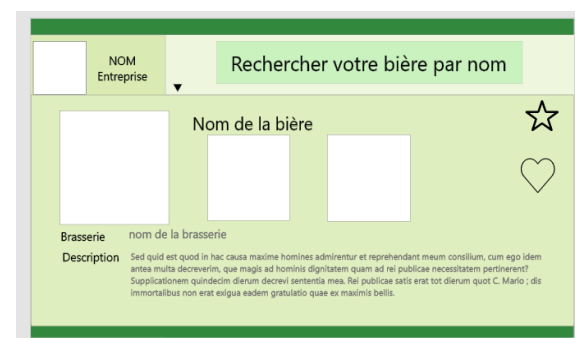 NOM
Entreprise
Rechercher votre bière par nom
Nom de la bière
Brasserie nom de la brasserie
Description Sed quid est quod in hac causa maxime homines admirentur et reprehendant meum consilium, cum ego idem
antea multa decreverim, que magis ad hominis dignitatem quam ad rei publicae necessitatem pertinerent?
Supplicationem quindecim dierum decrevi sententia mea. Rei publicae satis erat tot dierum quot C. Mario ; dis
immortalibus non erat exigua eadem gratulatio quae ex maximis bellis.